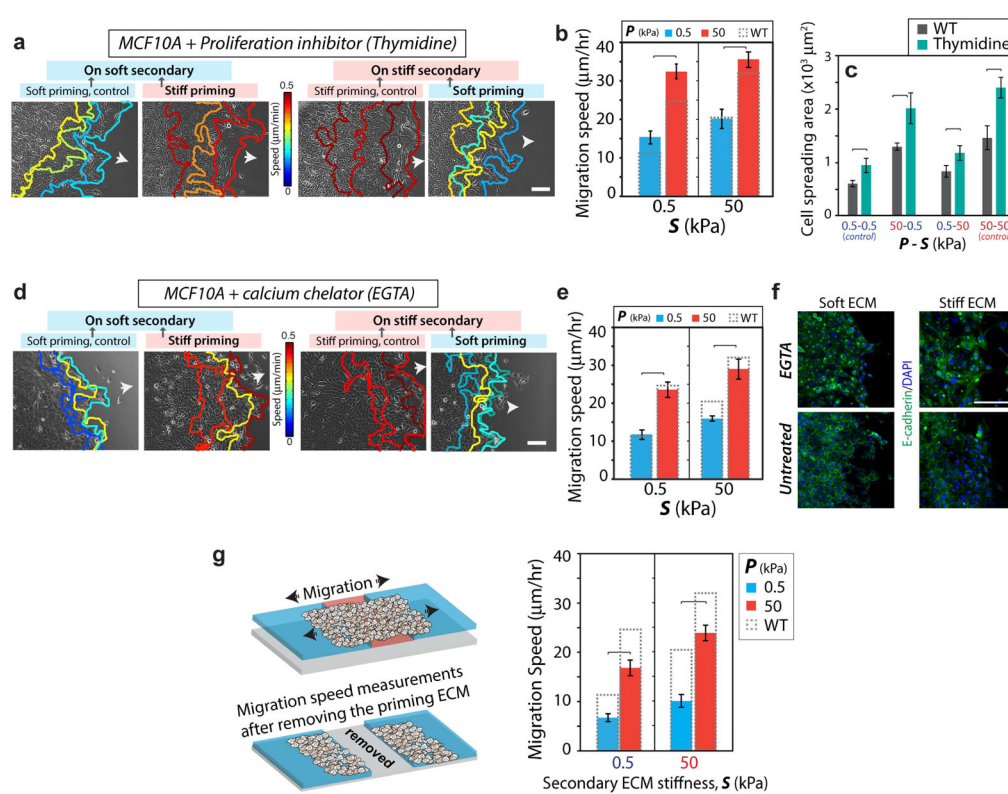 a
MCF10A + Proliferation inhibitor (Thymidine)
On soft secondary
On stiff secondary
Soft priming, control
Stiff priming
Stiff priming, control
Soft priming
Speed (μm/min)
0.5
0
b
P (kPa) 0.5 50 WT
Migration speed (μm/hr)
40
30
20
10
0
0.5
50
S (kPa)
WT
Thymidine
c
Cell spreading area (x10³ μm²)
3
2
1
0
0.5-0.5
(control)
50-0.5
0.5-50
50-50
(control)
P - S (kPa)
d
MCF10A + calcium chelator (EGTA)
On soft secondary
On stiff secondary
Soft priming, control
Stiff priming
Stiff priming, control
Soft priming
Speed (μm/min)
0.5
0
e
P (kPa) 0.5 50 WT
Migration speed (μm/hr)
40
30
20
10
0
0.5
50
S (kPa)
f
Soft ECM
Stiff ECM
EGTA
Untreated
E-cadherin/DAPI
g
Migration
Migration speed measurements
after removing the priming ECM
removed
Migration Speed (μm/hr)
40
30
20
10
0
0.5
50
Secondary ECM stiffness, S (kPa)
P (kPa)
0.5
50
WT